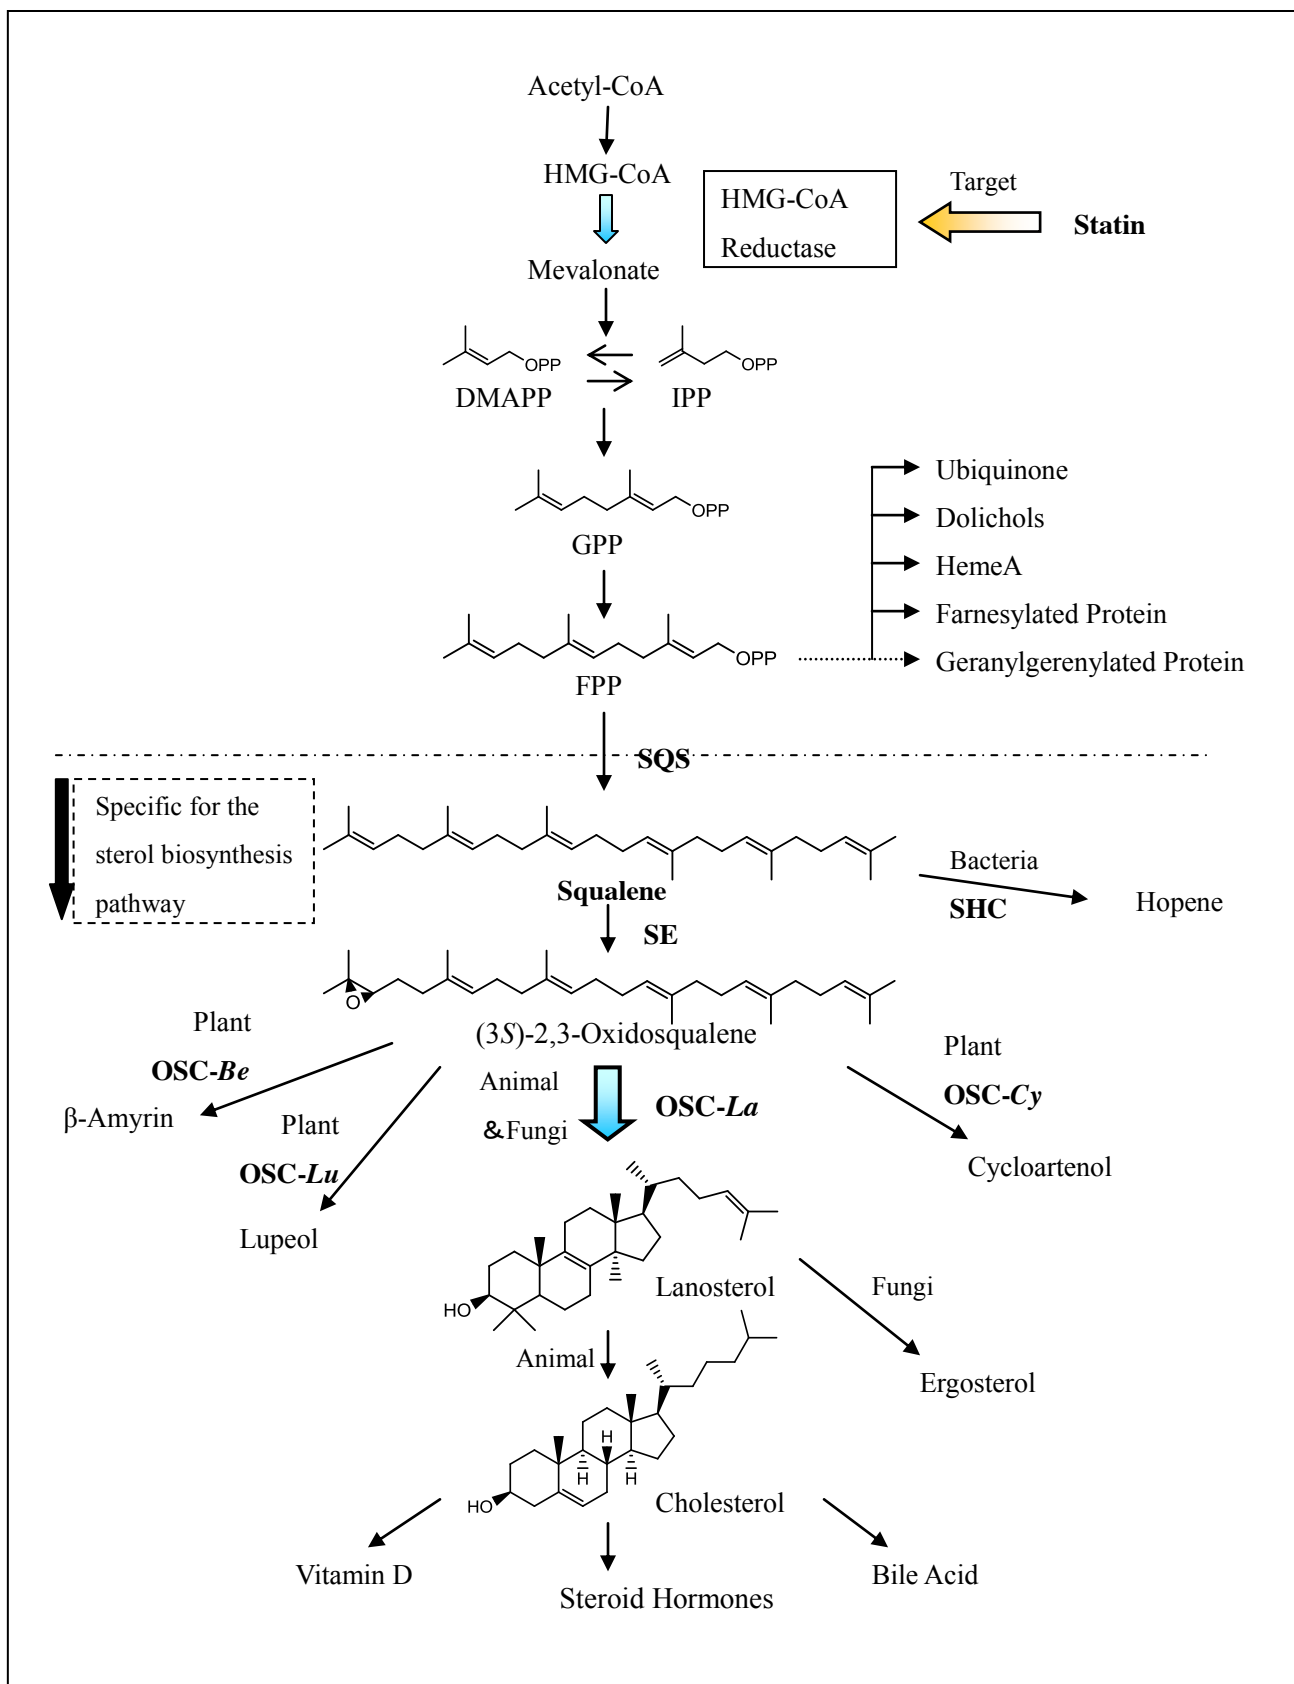 Acetyl-CoA
HMG-CoA
HMG-CoA
Reductase
Target
Statin
Mevalonate
OPP
OPP
DMAPP
IPP
OPP
GPP
Ubiquinone
Dolichols
HemeA
Farnesylated Protein
Geranylgerenylated Protein
OPP
FPP
SQS
Specific for the
sterol biosynthesis
pathway
Squalene
Bacteria
SHC
Hopene
SE
O
(3S)-2,3-Oxidosqualene
Plant
OSC-Be
β-Amyrin
Plant
OSC-Lu
Lupeol
Animal
&Fungi
OSC-La
Plant
OSC-Cy
Cycloartenol
HO
Lanosterol
Fungi
Ergosterol
Animal
H
H
H
HO
Cholesterol
Vitamin D
Steroid Hormones
Bile Acid